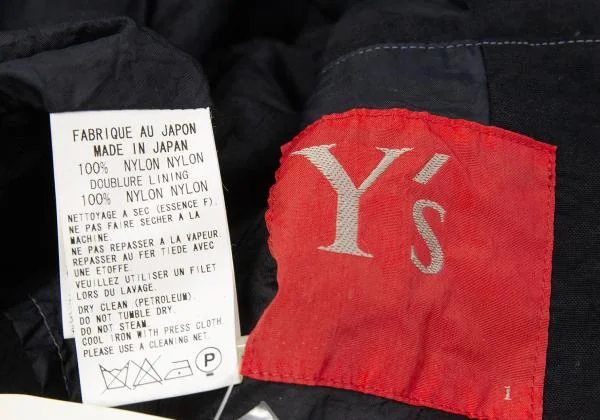 FABRIQUE AU JAPON
MADE IN JAPAN
100% NYLON NYLON
DOUBLURE LINING
100% NYLON NYLON
NETTOYAGE A SEC (ESSENCE F).
NE PAS FAIRE SECHER A LA
MACHINE.
NE PAS REPASSER A LA VAPEUR.
REPASSER AU FER TIEDE AVEC
UNE ETOFFE.
VEUILLEZ UTILISER UN FILET
LORS DU LAVAGE.
DRY CLEAN (PETROLEUM).
DO NOT TUMBLE DRY.
DO NOT STEAM.
COOL IRON WITH PRESS CLOTH
PLEASE USE A CLEANING NET.
P
Y's